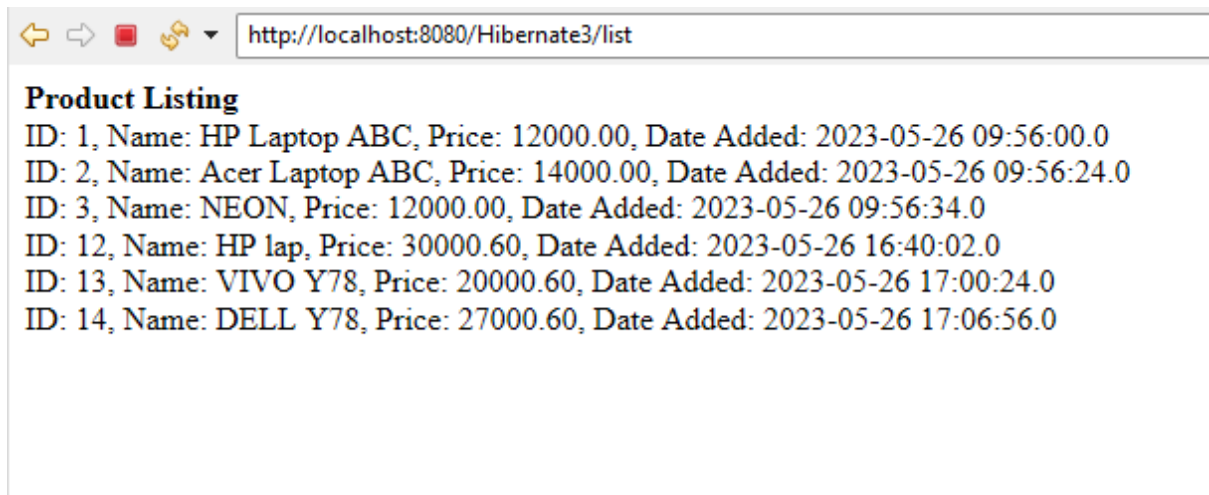 http://localhost:8080/Hibernate3/list
Product Listing
ID: 1, Name: HP Laptop ABC, Price: 12000.00, Date Added: 2023-05-26 09:56:00.0
ID: 2, Name: Acer Laptop ABC, Price: 14000.00, Date Added: 2023-05-26 09:56:24.0
ID: 3, Name: NEON, Price: 12000.00, Date Added: 2023-05-26 09:56:34.0
ID: 12, Name: HP lap, Price: 30000.60, Date Added: 2023-05-26 16:40:02.0
ID: 13, Name: VIVO Y78, Price: 20000.60, Date Added: 2023-05-26 17:00:24.0
ID: 14, Name: DELL Y78, Price: 27000.60, Date Added: 2023-05-26 17:06:56.0